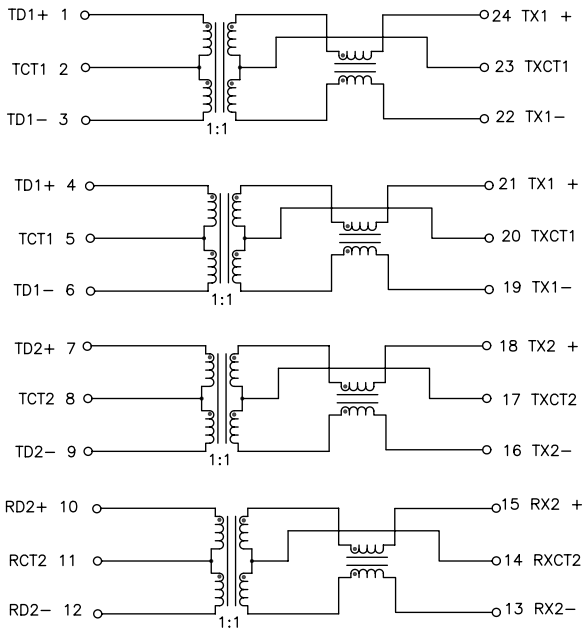 TD1+ 1 24 TX1 +
TCT1 2 23 TXCT1
TD1- 3 22 TX1-
1:1
TD1+ 4 21 TX1 +
TCT1 5 20 TXCT1
TD1- 6 19 TX1-
1:1
TD2+ 7 18 TX2 +
TCT2 8 17 TXCT2
TD2- 9 16 TX2-
1:1
RD2+ 10 15 RX2 +
RCT2 11 14 RXCT2
RD2- 12 13 RX2-
1:1